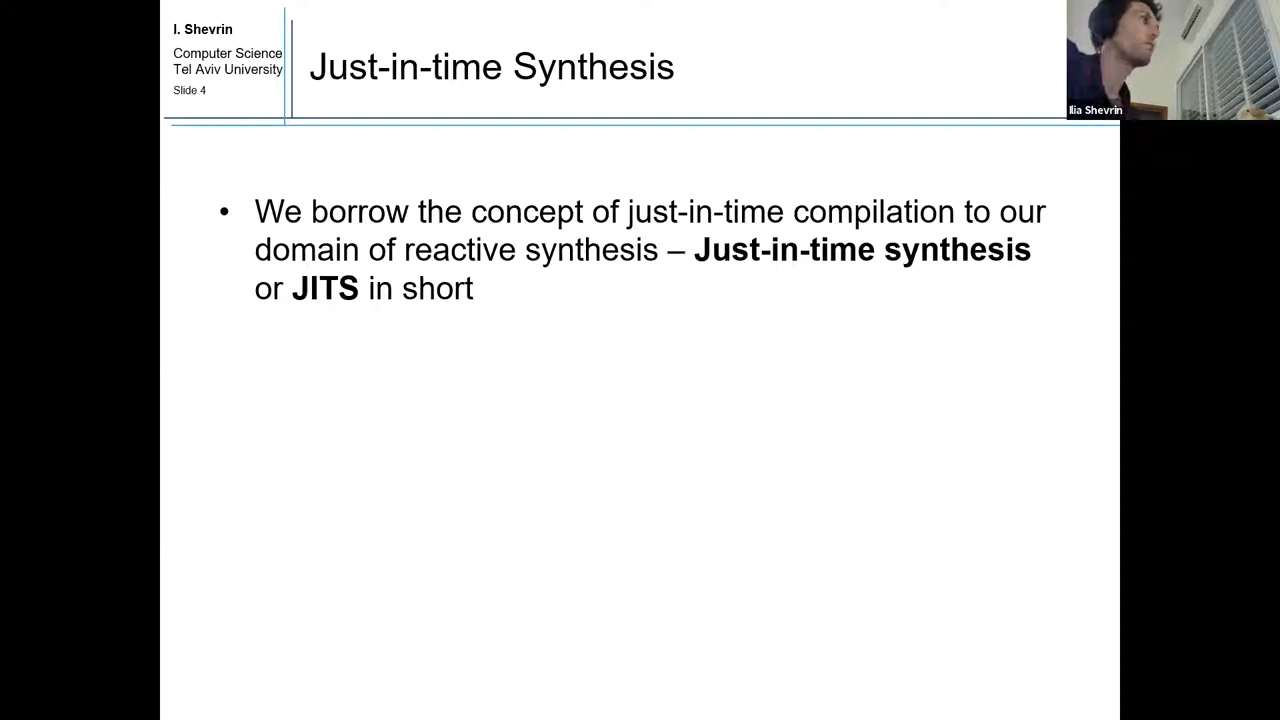 I. Shevrin
Computer Science
Tel Aviv University
Slide 4
Just-in-time Synthesis
Ilia Shevrin
• We borrow the concept of just-in-time compilation to our
domain of reactive synthesis – Just-in-time synthesis
or JITS in short